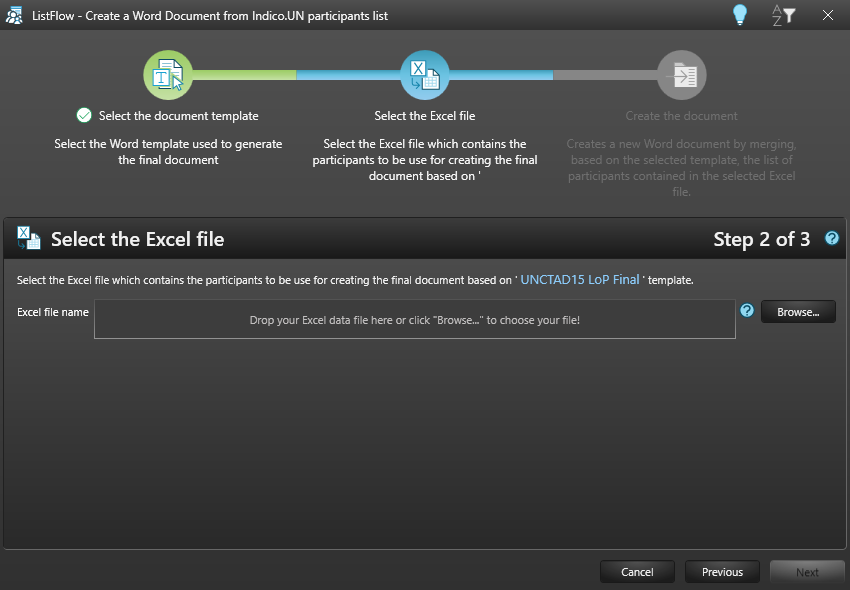 ListFlow - Create a Word Document from Indico.UN participants list
Select the document template
Select the Word template used to generate
the final document
Select the Excel file
Select the Excel file which contains the
participants to be use for creating the final
document based on '
Create the document
Creates a new Word document by merging,
based on the selected template, the list of
participants contained in the selected Excel
file.
Select the Excel file
Step 2 of 3
Select the Excel file which contains the participants to be use for creating the final document based on ' UNCTAD15 LoP Final ' template.
Excel file name
Drop your Excel data file here or click "Browse..." to choose your file!
Browse...
Cancel
Previous
Next